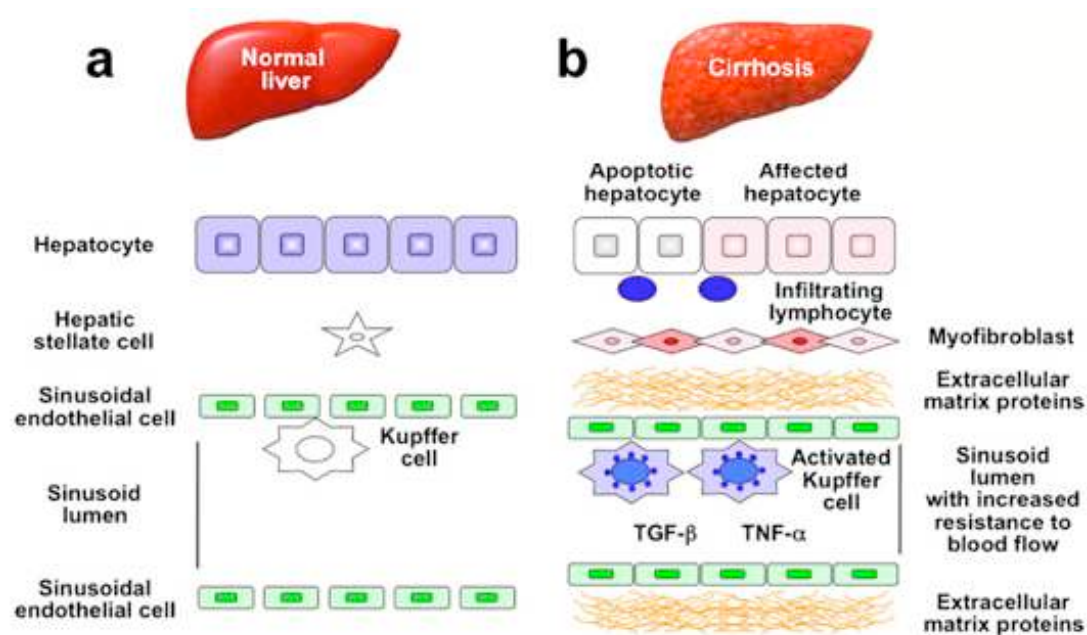 a
Normal
liver
Hepatocyte
Hepatic
stellate cell
Sinusoidal
endothelial cell
Kupffer
cell
Sinusoid
lumen
Sinusoidal
endothelial cell
b
Cirrhosis
Apoptotic
hepatocyte
Affected
hepatocyte
Infiltrating
lymphocyte
Myofibroblast
Extracellular
matrix proteins
Activated
Kupffer
cell
TGF-β
TNF-α
Sinusoid
lumen
with increased
resistance to
blood flow
Extracellular
matrix proteins